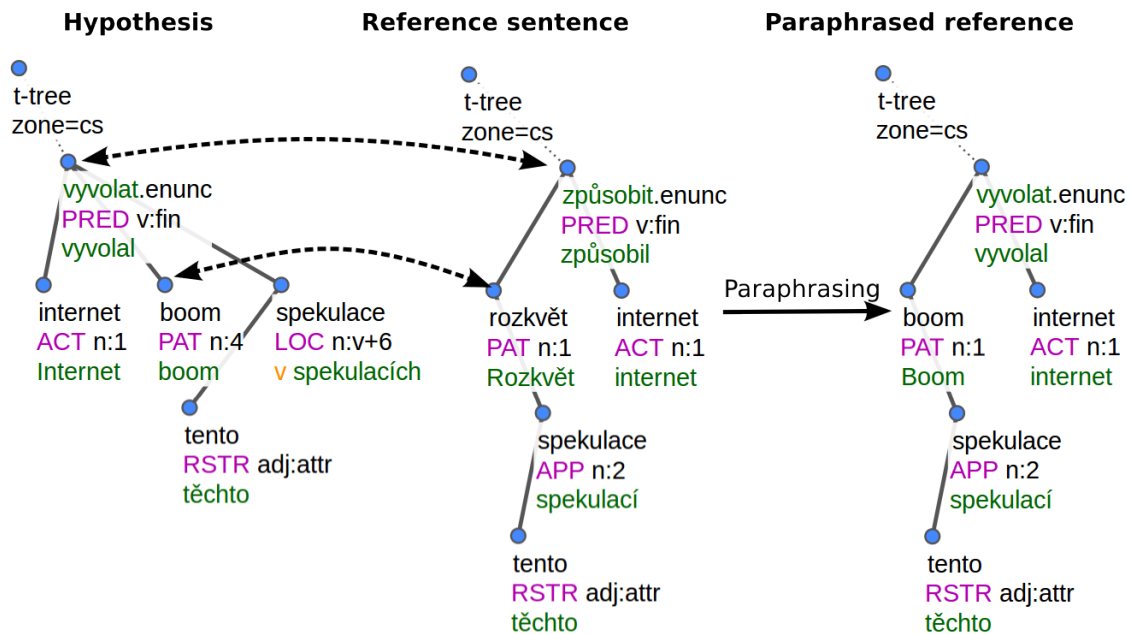 Hypothesis
Reference sentence
Paraphrased reference
t-tree
zone=cs
vyvolat.enunc
PRED v:fin
vyvolal
internet
ACT n:1
Internet
boom
PAT n:4
boom
spekulace
LOC n:v+6
v spekulacích
tento
RSTR adj:attr
těchto
t-tree
zone=cs
způsobit.enunc
PRED v:fin
způsobil
rozkvět
PAT n:1
Rozkvět
internet
ACT n:1
internet
spekulace
APP n:2
spekulací
tento
RSTR adj:attr
těchto
Paraphrasing
t-tree
zone=cs
vyvolat.enunc
PRED v:fin
vyvolal
boom
PAT n:1
Boom
internet
ACT n:1
internet
spekulace
APP n:2
spekulací
tento
RSTR adj:attr
těchto